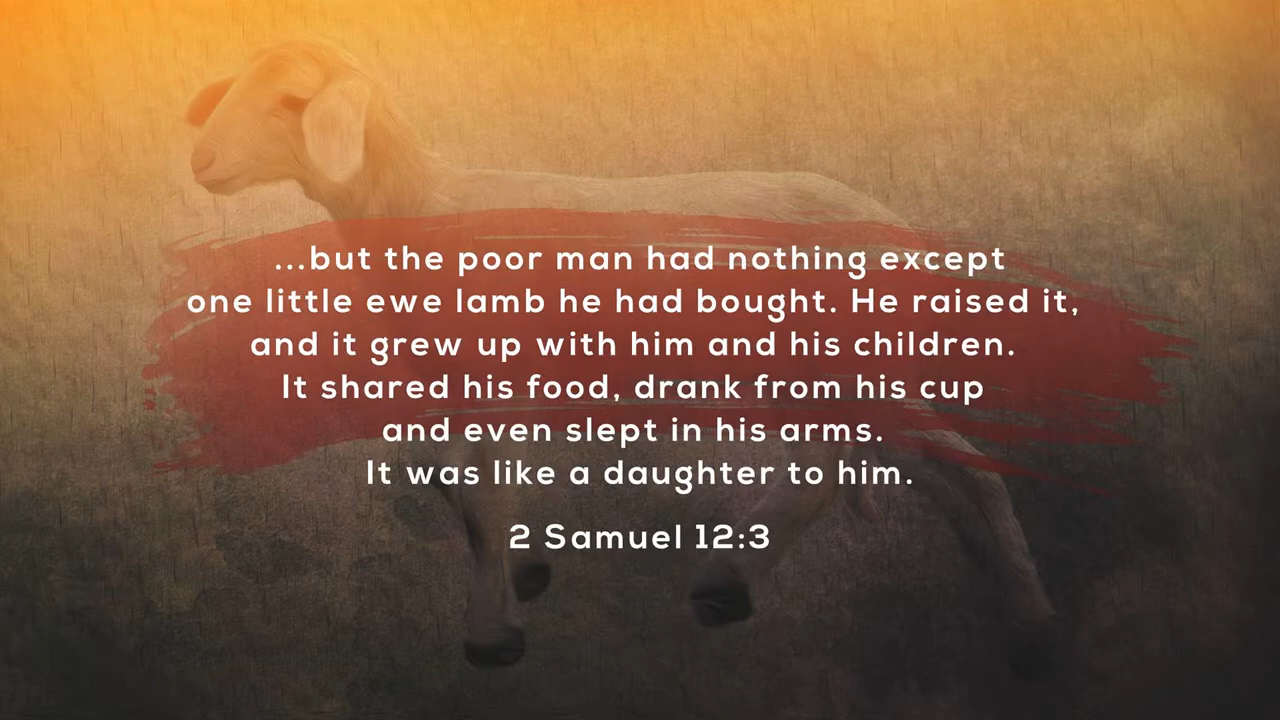 ...but the poor man had nothing except
one little ewe lamb he had bought. He raised it,
and it grew up with him and his children.
It shared his food, drank from his cup
and even slept in his arms.
It was like a daughter to him.
2 Samuel 12:3